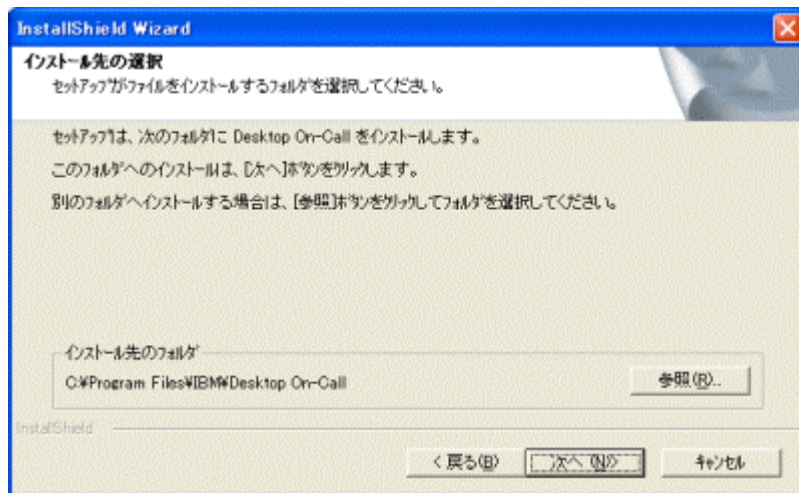 InstallShield Wizard
インストール先の選択
セットアップがファイルをインストールするフォルダを選択してください。
セットアップは、次のフォルダに Desktop On-Call をインストールします。
このフォルダへのインストールは、[次へ]ボタンをクリックします。
別のフォルダへインストールする場合は、[参照]ボタンをクリックしてフォルダを選択してください。
インストール先のフォルダ
C:¥Program Files¥IBM¥Desktop On-Call
参照(R)...
InstallShield
< 戻る(B)
次へ(N)>
キャンセル